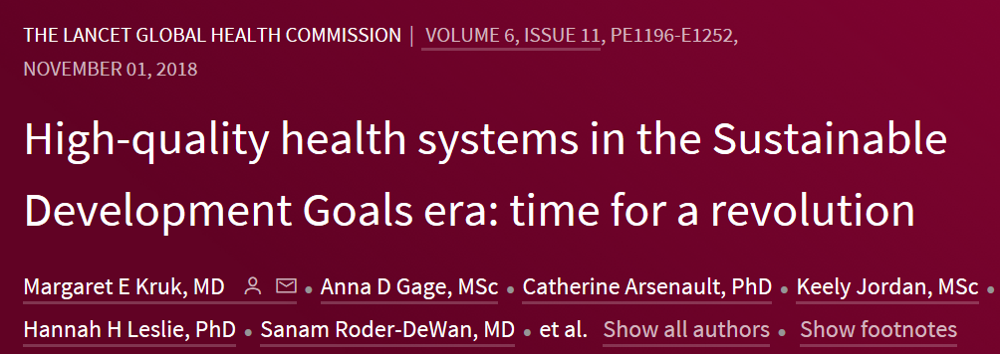 THE LANCET GLOBAL HEALTH COMMISSION | VOLUME 6, ISSUE 11, PE1196-E1252,
NOVEMBER 01, 2018
High-quality health systems in the Sustainable
Development Goals era: time for a revolution
Margaret E Kruk, MD • Anna D Gage, MSc • Catherine Arsenault, PhD • Keely Jordan, MSc •
Hannah H Leslie, PhD • Sanam Roder-DeWan, MD • et al. Show all authors • Show footnotes